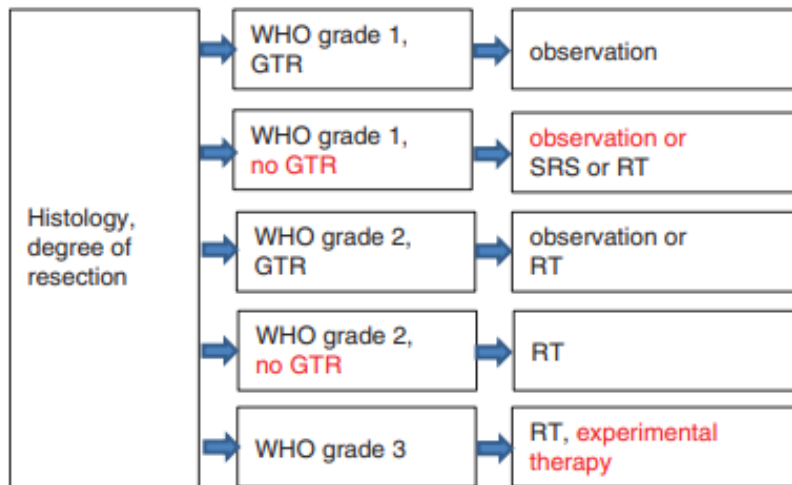 WHO grade 1,
GTR
observation
WHO grade 1,
no GTR
observation or
SRS or RT
Histology,
degree of
resection
WHO grade 2,
GTR
observation or
RT
WHO grade 2,
no GTR
RT
WHO grade 3
RT, experimental
therapy